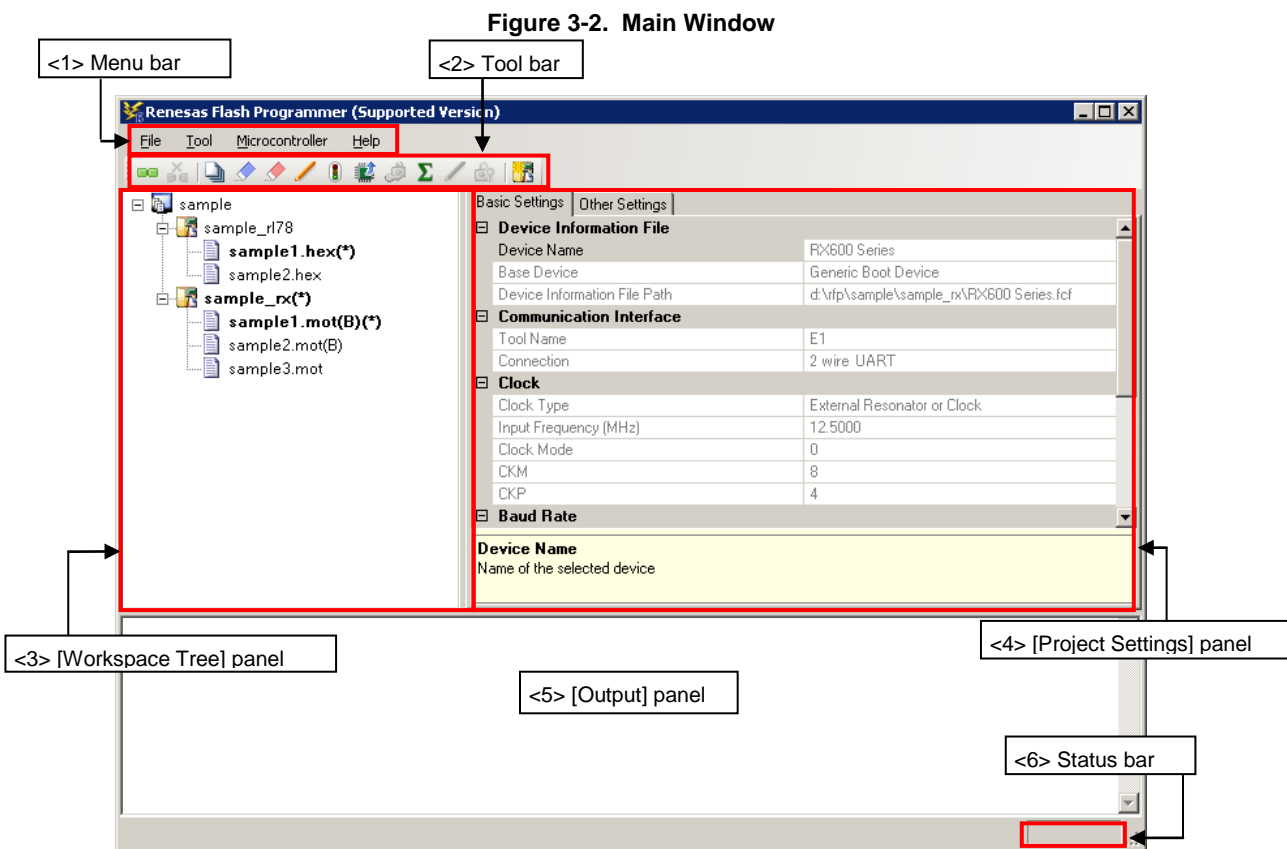 Figure 3-2. Main Window
<1> Menu bar
<2> Tool bar
Renesas Flash Programmer (Supported Version)
File Tool Microcontroller Help
sample
sample_rl78
sample1.hex(*)
sample2.hex
sample_rx(*)
sample1.mot(B)(*)
sample2.mot(B)
sample3.mot
Basic Settings Other Settings
Device Information File
Device Name RX600 Series
Base Device Generic Boot Device
Device Information File Path d:\rfp\sample\sample_rx\RX600 Series.fcf
Communication Interface
Tool Name E1
Connection 2 wire UART
Clock
Clock Type External Resonator or Clock
Input Frequency (MHz) 12.5000
Clock Mode 0
CKM 8
CKP 4
Baud Rate
Device Name
Name of the selected device
<3> [Workspace Tree] panel
<4> [Project Settings] panel
<5> [Output] panel
<6> Status bar